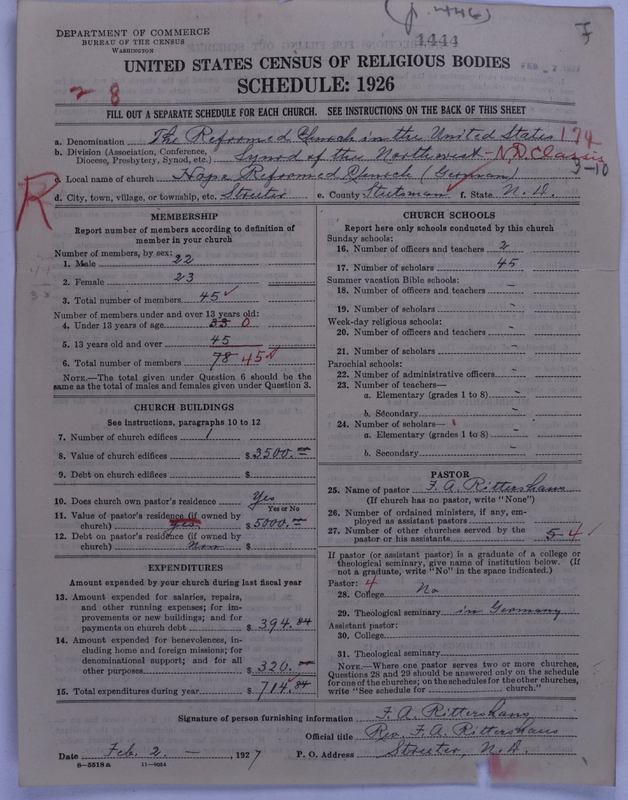 (p. 446)
DEPARTMENT OF COMMERCE
BUREAU OF THE CENSUS
WASHINGTON
1444
FEB 7 1927
UNITED STATES CENSUS OF RELIGIOUS BODIES
SCHEDULE: 1926
2 8
FILL OUT A SEPARATE SCHEDULE FOR EACH CHURCH. SEE INSTRUCTIONS ON THE BACK OF THIS SHEET
a. Denomination The Reformed Church in the United States 174
b. Division (Association, Conference, Diocese, Presbytery, Synod, etc.) Synod of the Northwest - N.D. Classis
c. Local name of church Hope Reformed Church (German) 3-10
d. City, town, village, or township, etc. Streeter e. County Stutsman f. State N. D.
R
MEMBERSHIP
Report number of members according to definition of member in your church
Number of members, by sex:
1. Male 22
2. Female 23
3. Total number of members 45
Number of members under and over 13 years old:
4. Under 13 years of age 33 0
5. 13 years old and over 45
6. Total number of members 78 45
NOTE.—The total given under Question 6 should be the same as the total of males and females given under Question 3.
CHURCH BUILDINGS
See instructions, paragraphs 10 to 12
7. Number of church edifices 1
8. Value of church edifices $ 3500.
9. Debt on church edifices $
10. Does church own pastor's residence Yes
Yes or No
11. Value of pastor's residence (if owned by church) yes $ 5000.
12. Debt on pastor's residence (if owned by church) None $
EXPENDITURES
Amount expended by your church during last fiscal year
13. Amount expended for salaries, repairs, and other running expenses; for improvements or new buildings; and for payments on church debt $ 394.84
14. Amount expended for benevolences, including home and foreign missions; for denominational support; and for all other purposes $ 320.
15. Total expenditures during year $ 714.84
CHURCH SCHOOLS
Report here only schools conducted by this church
Sunday schools:
16. Number of officers and teachers 2
17. Number of scholars 45
Summer vacation Bible schools:
18. Number of officers and teachers -
19. Number of scholars -
Week-day religious schools:
20. Number of officers and teachers -
21. Number of scholars -
Parochial schools:
22. Number of administrative officers -
23. Number of teachers—
a. Elementary (grades 1 to 8) -
b. Secondary -
24. Number of scholars—
a. Elementary (grades 1 to 8) -
b. Secondary -
PASTOR
25. Name of pastor F. A. Rittershaus
(If church has no pastor, write "None")
26. Number of ordained ministers, if any, employed as assistant pastors
27. Number of other churches served by the pastor or his assistants 5 4
If pastor (or assistant pastor) is a graduate of a college or theological seminary, give name of institution below. (If not a graduate, write "No" in the space indicated.)
Pastor: 4
28. College No
29. Theological seminary in Germany
Assistant pastor:
30. College
31. Theological seminary
NOTE.—Where one pastor serves two or more churches, Questions 28 and 29 should be answered only on the schedule for one of the churches; on the schedules for the other churches, write "See schedule for ............ church."
Signature of person furnishing information F. A. Rittershaus
Official title Rev. F. A. Rittershaus
Date Feb. 2 - , 1927 P. O. Address Streeter, N. D.
8—5518a 11—9054